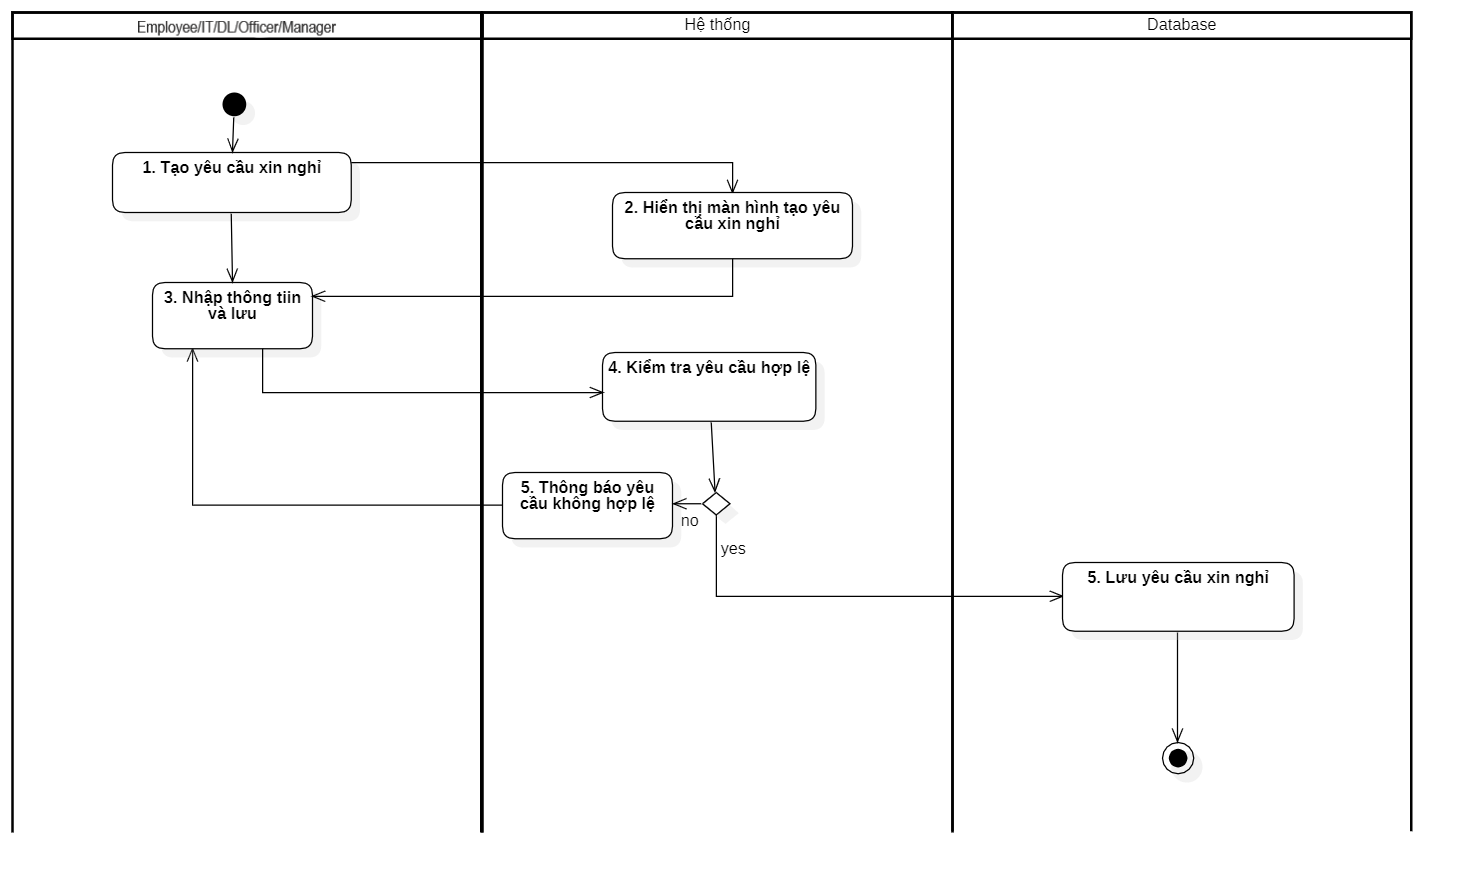 Employee/IT/DL/Officer/Manager
Hệ thống
Database
1. Tạo yêu cầu xin nghỉ
2. Hiển thị màn hình tạo yêu
cầu xin nghỉ
3. Nhập thông tiin
và lưu
4. Kiểm tra yêu cầu hợp lệ
5. Thông báo yêu
cầu không hợp lệ
no
yes
5. Lưu yêu cầu xin nghỉ